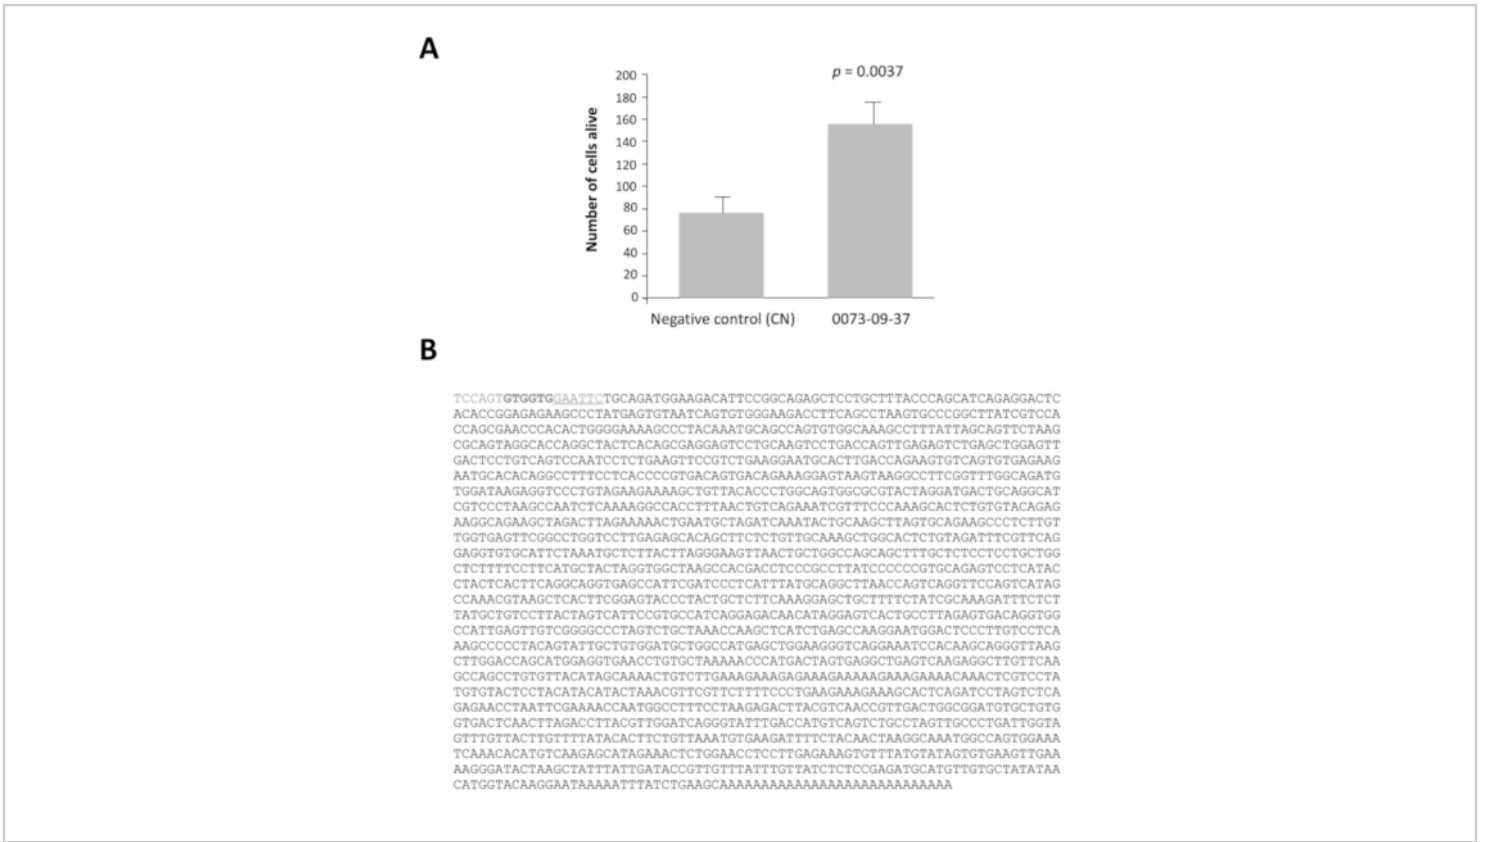 A
p = 0.0037
Number of cells alive
200
180
160
140
120
100
80
60
40
20
0
Negative control (CN)
0073-09-37
B
TCCAGTGTGGTGGAATTCTGCAGATGGAAGACATTCCGGCAGAGCTCCTGCTTTACCCAGCATCAGAGGACTC
ACACCGGAGAGAAGCCCTATGAGTGTAATCAGTGTGGGAAGACCTTCAGCCTAAGTGCCCGGCTTATCGTCCA
CCAGCGAACCCACACTGGGGAAAAGCCCTACAAATGCAGCCAGTGTGGCAAAGCCTTTATTAGCAGTTCTAAG
CGCAGTAGGCACCAGGCTACTCACAGCGAGGAGTCCTGCAAGTCCTGACCAGTTGAGAGTCTGAGCTGGAGTT
GACTCCTGTCAGTCCAATCCTCTGAAGTTCCGTCTGAAGGAATGCACTTGACCAGAAGTGTCAGTGTGAGAAG
AATGCACACAGGCCTTTCCTCACCCCGTGACAGTGACAGAAAGGAGTAAGTAAGGCCTTCGGTTTGGCAGATG
TGGATAAGAGGTCCCTGTAGAAGAAAAGCTGTTACACCCTGGCAGTGGCGCGTACTAGGATGACTGCAGGCAT
CGTCCCTAAGCCAATCTCAAAAGGCCACCTTTAACTGTCAGAAATCGTTTCCCAAAGCACTCTGTGTACAGAG
AAGGCAGAAGCTAGACTTAGAAAAACTGAATGCTAGATCAAATACTGCAAGCTTAGTGCAGAAGCCCTCTTGT
TGGTGAGTTCGGCCTGGTCCTTGAGAGCACAGCTTCTCTGTTGCAAAGCTGGCACTCTGTAGATTTCGTTCAG
GAGGTGTGCATTCTAAATGCTCTTACTTAGGGAAGTTAACTGCTGGCCAGCAGCTTTGCTCTCCTCCTGCTGG
CTCTTTTCCTTCATGCTACTAGGTGGCTAAGCCACGACCTCCCGCCTTATCCCCCCGTGCAGAGTCCTCATAC
CTACTCACTTCAGGCAGGTGAGCCATTCGATCCCTCATTTATGCAGGCTTAACCAGTCAGGTTCCAGTCATAG
CCAAACGTAAGCTCACTTCGGAGTACCCTACTGCTCTTCAAAGGAGCTGCTTTTCTATCGCAAAGATTTCTCT
TATGCTGTCCTTACTAGTCATTCCGTGCCATCAGGAGACAACATAGGAGTCACTGCCTTAGAGTGACAGGTGG
CCATTGAGTTGTCGGGGCCCTAGTCTGCTAAACCAAGCTCATCTGAGCCAAGGAATGGACTCCCTTGTCCTCA
AAGCCCCCTACAGTATTGCTGTGGATGCTGGCCATGAGCTGGAAGGGTCAGGAAATCCACAAGCAGGGTTAAG
CTTGGACCAGCATGGAGGTGAACCTGTGCTAAAAACCCATGACTAGTGAGGCTGAGTCAAGAGGCTTGTTCAA
GCCAGCCTGTGTTACATAGCAAAACTGTCTTGAAAGAAAGAGAAAGAAAAAGAAAGAAAACAAACTCGTCCTA
TGTGTACTCCTACATACATACTAAACGTTCGTTCTTTTCCCTGAAGAAAGAAAGCACTCAGATCCTAGTCTCA
GAGAACCTAATTCGAAAACCAATGGCCTTTCCTAAGAGACTTACGTCAACCGTTGACTGGCGGATGTGCTGTG
GTGACTCAACTTAGACCTTACGTTGGATCAGGGTATTTGACCATGTCAGTCTGCCTAGTTGCCCTGATTGGTA
GTTTGTTACTTGTTTTATACACTTCTGTTAAATGTGAAGATTTTCTACAACTAAGGCAAATGGCCAGTGGAAA
TCAAACACATGTCAAGAGCATAGAAACTCTGGAACCTCCTTGAGAAAGTGTTTATGTATAGTGTGAAGTTGAA
AAGGGATACTAAGCTATTTATTGATACCGTTGTTTATTTGTTATCTCTCCGAGATGCATGTTGTGCTATATAA
CATGGTACAAGGAATAAAAATTTATCTGAAGCAAAAAAAAAAAAAAAAAAAAAAAAAAAA